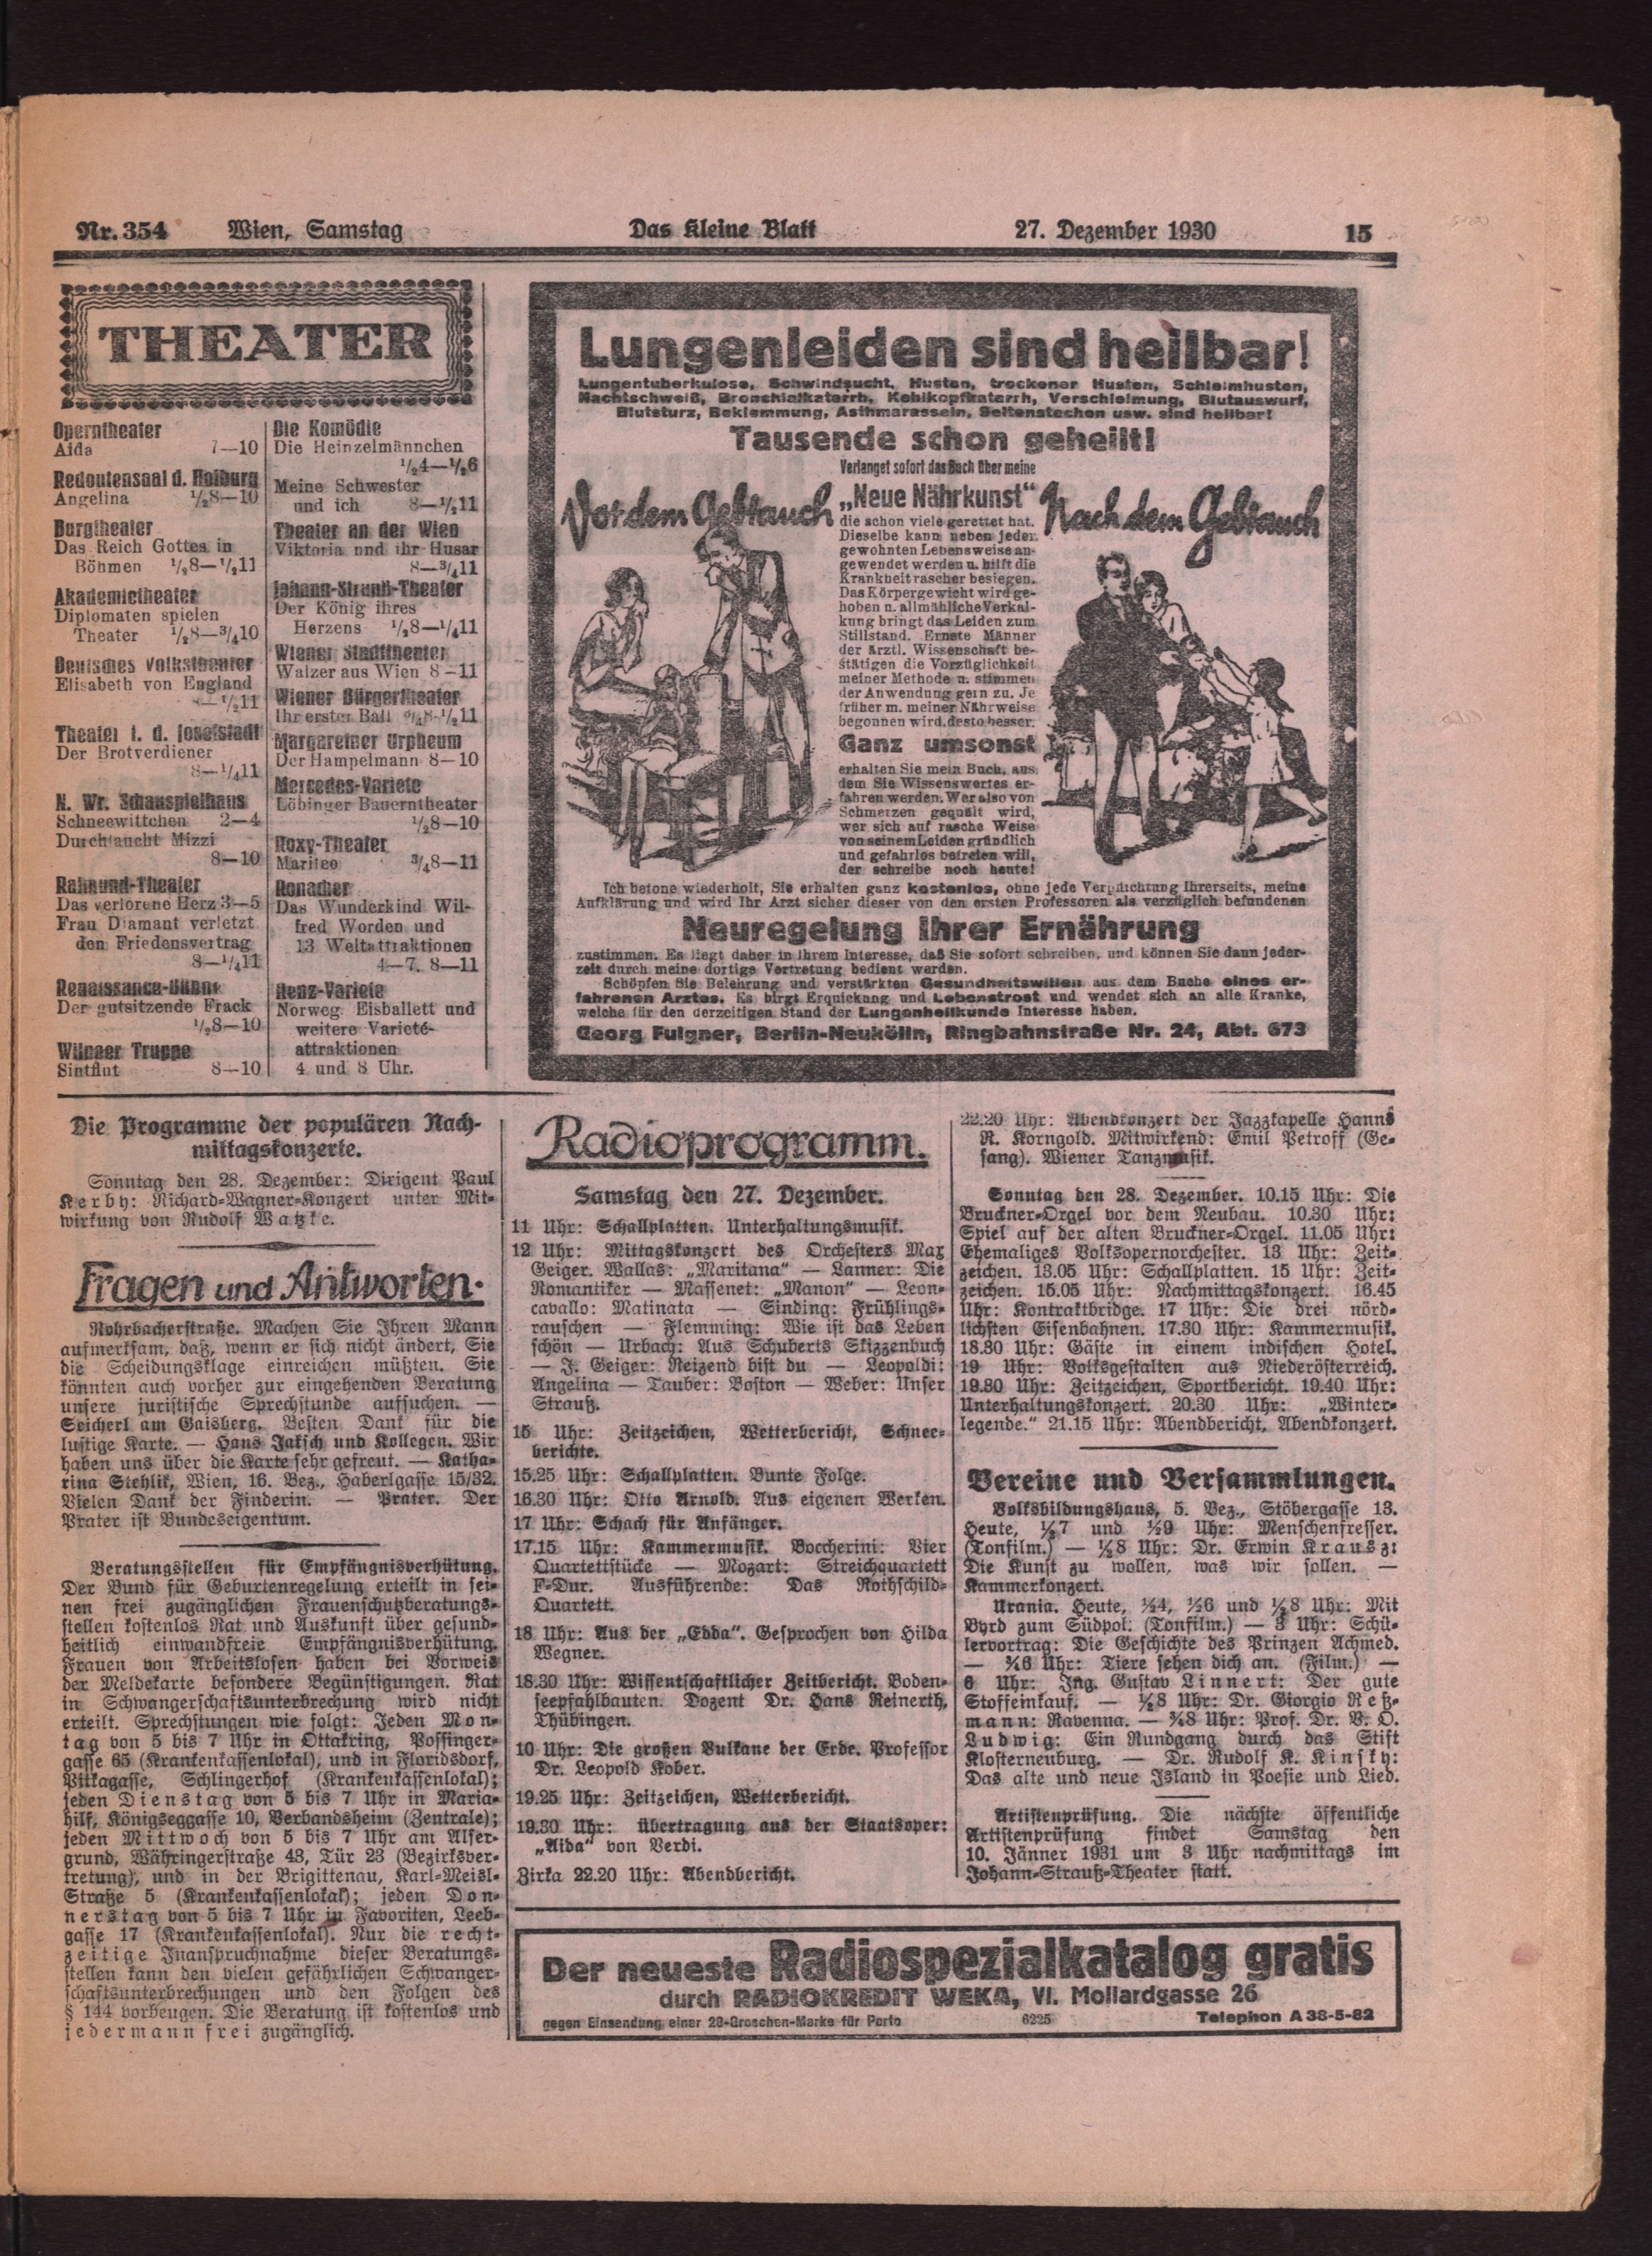 Nr. 354 Wien, Samstag Das Kleine Blatt 27. Dezember 1930 15
THEATER
Operntheater
Aida 7—10
Redoutensaal d. Hofburg
Angelina ½8—10
Burgtheater
Das Reich Gottes in
Böhmen ½8—½11
Akademietheater
Diplomaten spielen
Theater ½8—¾10
Deutsches Volkstheater
Elisabeth von England
—½11
Theater i. d. Josefstadt
Der Brotverdiener
8—¼11
N. Wr. Schauspielhaus
Schneewittchen 2—4
Durchlaucht Mizzi
8—10
Raimund-Theater
Das verlorene Herz 3—5
Frau Diamant verletzt
den Friedensvertrag
8—¼11
Renaissance-Bühne
Der gutsitzende Frack
½8—10
Wilnaer Truppe
Sintflut 8—10
Die Komödie
Die Heinzelmännchen
½4—½6
Meine Schwester
und ich 8—½11
Theater an der Wien
Viktoria und ihr Husar
8—¾11
Johann-Strauß-Theater
Der König ihres
Herzens ½8—¼11
Wiener Stadttheater
Walzer aus Wien 8—11
Wiener Bürgertheater
Ihr erster Ball ¾8-½11
Margaretner Orpheum
Der Hampelmann 8—10
Mercedes-Variete
Löbinger Bauerntheater
½8—10
Roxy-Theater
Marileo ¾8—11
Ronacher
Das Wunderkind Wil-
fred Worden und
13 Weltattraktionen
4—7, 8—11
Renz-Variete
Norweg. Eisballett und
weitere Varieté-
attraktionen
4 und 8 Uhr.
Lungenleiden sind heilbar!
Lungentuberkulose, Schwindsucht, Husten, trockener Husten, Schleimhusten,
Nachtschweiß, Bronchialkatarrh, Kehlkopfkatarrh, Verschleimung, Blutauswurf,
Blutsturz, Beklemmung, Asthmarasseln, Seitenstechen usw. sind heilbar!
Tausende schon geheilt!
Vor dem Gebrauch
Verlanget sofort das Buch über meine
„Neue Nährkunst“
die schon viele gerettet hat.
Dieselbe kann neben jeder
gewohnten Lebensweise an-
gewendet werden u. hilft die
Krankheit rascher besiegen.
Das Körpergewicht wird ge-
hoben u. allmähliche Verkal-
kung bringt das Leiden zum
Stillstand. Ernste Männer
der ärztl. Wissenschaft be-
stätigen die Vorzüglichkeit
meiner Methode u. stimmen
der Anwendung gern zu. Je
früher m. meiner Nährweise
begonnen wird, desto besser.
Ganz umsonst
erhalten Sie mein Buch, aus
dem Sie Wissenswertes er-
fahren werden. Wer also von
Schmerzen gequält wird,
wer sich auf rasche Weise
von seinem Leiden gründlich
und gefahrlos befreien will,
der schreibe noch heute!
Nach dem Gebrauch
Ich betone wiederholt, Sie erhalten ganz kostenlos, ohne jede Verpflichtung Ihrerseits, meine
Aufklärung und wird Ihr Arzt sicher dieser von den ersten Professoren als verzüglich befundenen
Neuregelung Ihrer Ernährung
zustimmen. Es liegt daher in Ihrem Interesse, daß Sie sofort schreiben, und können Sie dann jeder-
zeit durch meine dortige Vertretung bedient werden.
Schöpfen Sie Belehrung und verstärkten Gesundheitswillen aus dem Buche eines er-
fahrenen Arztes. Es birgt Erquickung und Lebenstrost und wendet sich an alle Kranke,
welche für den derzeitigen Stand der Lungenheilkunde Interesse haben.
Georg Fulgner, Berlin-Neukölln, Ringbahnstraße Nr. 24, Abt. 673
Die Programme der populären Nach-
mittagskonzerte.
Sonntag den 28. Dezember: Dirigent Paul
Kerby: Richard-Wagner-Konzert unter Mit-
wirkung von Rudolf Watzke.
Fragen und Antworten.
Rohrbacherstraße. Machen Sie Ihren Mann
aufmerksam, daß, wenn er sich nicht ändert, Sie
die Scheidungsklage einreichen müßten. Sie
könnten auch vorher zur eingehenden Beratung
unsere juristische Sprechstunde aufsuchen. —
Seicherl am Gaisberg. Besten Dank für die
lustige Karte. — Hans Jaksch und Kollegen. Wir
haben uns über die Karte sehr gefreut. — Katha-
rina Stehlik, Wien, 16. Bez., Haberlgasse 15/32.
Vielen Dank der Finderin. — Prater. Der
Prater ist Bundeseigentum.
Beratungsstellen für Empfängnisverhütung.
Der Bund für Geburtenregelung erteilt in sei-
nen frei zugänglichen Frauenschutzberatungs-
stellen kostenlos Rat und Auskunft über gesund-
heitlich einwandfreie Empfängnisverhütung.
Frauen von Arbeitslosen haben bei Vorweis
der Meldekarte besondere Begünstigungen. Rat
in Schwangerschaftsunterbrechung wird nicht
erteilt. Sprechstungen wie folgt: Jeden Mon-
tag von 5 bis 7 Uhr in Ottakring, Possinger-
gasse 65 (Krankenkassenlokal), und in Floridsdorf,
Pitkagasse, Schlingerhof (Krankenkassenlokal);
jeden Dienstag von 5 bis 7 Uhr in Maria-
hilf, Königseggasse 10, Verbandsheim (Zentrale);
jeden Mittwoch von 5 bis 7 Uhr am Alser-
grund, Währingerstraße 43, Tür 23 (Bezirksver-
tretung), und in der Brigittenau, Karl-Meisl-
Straße 5 (Krankenkassenlokal); jeden Don-
nerstag von 5 bis 7 Uhr in Favoriten, Leeb-
gasse 17 (Krankenkassenlokal). Nur die recht-
zeitige Inanspruchnahme dieser Beratungs-
stellen kann den vielen gefährlichen Schwanger-
schaftsunterbrechungen und den Folgen des
§ 144 vorbeugen. Die Beratung ist kostenlos und
jedermann frei zugänglich.
Radioprogramm.
Samstag den 27. Dezember.
11 Uhr: Schallplatten. Unterhaltungsmusik.
12 Uhr: Mittagskonzert des Orchesters Max
Geiger. Wallas: „Maritana“ — Lanner: Die
Romantiker — Massenet: „Manon“ — Leon-
cavallo: Matinata — Sinding: Frühlings-
rauschen — Flemming: Wie ist das Leben
schön — Urbach: Aus Schuberts Skizzenbuch
— J. Geiger: Reizend bist du — Leopoldi:
Angelina — Tauber: Boston — Weber: Unser
Strauß.
15 Uhr: Zeitzeichen, Wetterbericht, Schnee-
berichte.
15.25 Uhr: Schallplatten. Bunte Folge.
16.30 Uhr: Otto Arnold. Aus eigenen Werken.
17 Uhr: Schach für Anfänger.
17.15 Uhr: Kammermusik. Boccherini: Vier
Quartettstücke — Mozart: Streichquartett
F-Dur. Ausführende: Das Rothschild-
Quartett.
18 Uhr: Aus der „Edda“. Gesprochen von Hilda
Wegner.
18.30 Uhr: Wissentschaftlicher Zeitbericht. Boden-
seepfahlbauten. Dozent Dr. Hans Reinerth,
Thübingen.
10 Uhr: Die großen Vulkane der Erde. Professor
Dr. Leopold Kober.
19.25 Uhr: Zeitzeichen, Wetterbericht.
19.30 Uhr: Übertragung aus der Staatsoper:
„Aida“ von Verdi.
Zirka 22.20 Uhr: Abendbericht.
22.20 Uhr: Abendkonzert der Jazzkapelle Hanns
R. Korngold. Mitwirkend: Emil Petroff (Ge-
sang). Wiener Tanzmusik.
Sonntag den 28. Dezember. 10.15 Uhr: Die
Bruckner-Orgel vor dem Neubau. 10.30 Uhr:
Spiel auf der alten Bruckner-Orgel. 11.05 Uhr:
Ehemaliges Volksopernorchester. 13 Uhr: Zeit-
zeichen. 13.05 Uhr: Schallplatten. 15 Uhr: Zeit-
zeichen. 15.05 Uhr: Nachmittagskonzert. 16.45
Uhr: Kontraktbridge. 17 Uhr: Die drei nörd-
lichsten Eisenbahnen. 17.30 Uhr: Kammermusik.
18.30 Uhr: Gäste in einem indischen Hotel.
19 Uhr: Volksgestalten aus Niederösterreich.
19.30 Uhr: Zeitzeichen, Sportbericht. 19.40 Uhr:
Unterhaltungskonzert. 20.30 Uhr: „Winter-
legende.“ 21.15 Uhr: Abendbericht, Abendkonzert.
Vereine und Versammlungen.
Volksbildungshaus, 5. Bez., Stöbergasse 13.
Heute, ½7 und ½9 Uhr: Menschenfresser.
(Tonfilm.) — ½8 Uhr: Dr. Erwin Krausz:
Die Kunst zu wollen, was wir sollen. —
Kammerkonzert.
Urania. Heute, ½4, ½6 und ½8 Uhr: Mit
Byrd zum Südpol. (Tonfilm.) — 3 Uhr: Schü-
lervortrag: Die Geschichte des Prinzen Achmed.
— ¾6 Uhr: Tiere sehen dich an. (Film.) —
6 Uhr: Ing. Gustav Linnert: Der gute
Stoffeinkauf. — ½8 Uhr: Dr. Giorgio Reß-
mann: Ravenna. — ¾8 Uhr: Prof. Dr. V. O.
Ludwig: Ein Rundgang durch das Stift
Klosterneuburg. — Dr. Rudolf K. Kinsky:
Das alte und neue Island in Poesie und Lied.
Artistenprüfung. Die nächste öffentliche
Artistenprüfung findet Samstag den
10. Jänner 1931 um 3 Uhr nachmittags im
Johann-Strauß-Theater statt.
Der neueste Radiospezialkatalog gratis
durch RADIOKREDIT WEKA, VI. Mollardgasse 26
gegen Einsendung einer 20-Groschen-Marke für Porto 6225 Telephon A 38-5-82